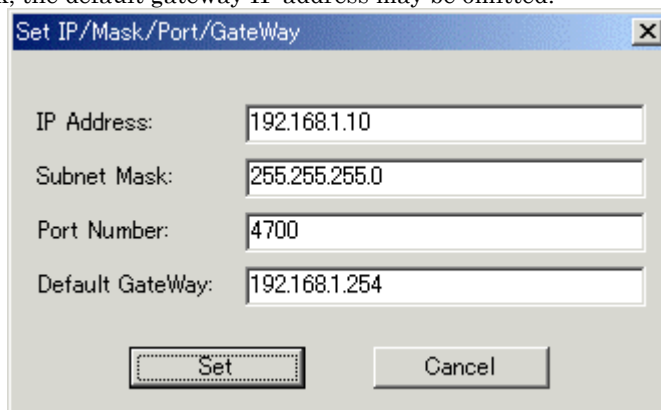 , the default gateway IP address may be omitted.
Set IP/Mask/Port/GateWay
IP Address: 192.168.1.10
Subnet Mask: 255.255.255.0
Port Number: 4700
Default GateWay: 192.168.1.254
Set Cancel